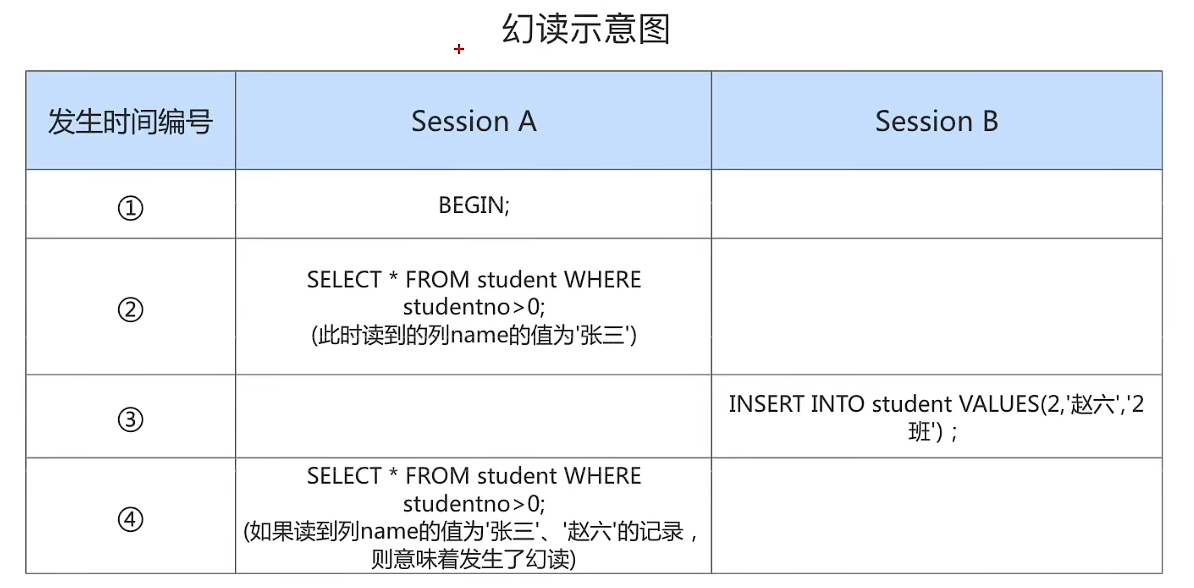 幻读示意图
发生时间编号 Session A Session B
① BEGIN;
②
SELECT * FROM student WHERE
studentno>0;
(此时读到的列name的值为'张三')
③
INSERT INTO student VALUES(2,'赵六','2
班');
④
SELECT * FROM student WHERE
studentno>0;
(如果读到列name的值为'张三'、'赵六'的记录，
则意味着发生了幻读)